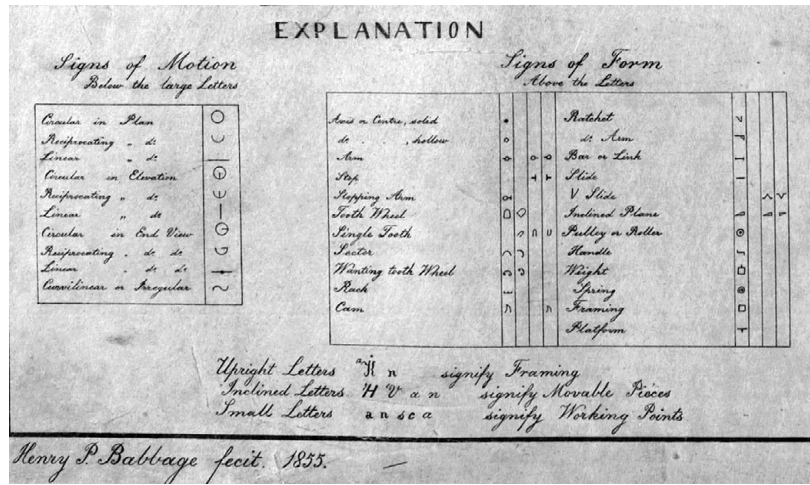 EXPLANATION
Signs of Motion
Below the large Letters
Circular in Plan
Reciprocating " do
Linear " do
Circular in Elevation
Reciprocating " do
Linear " do
Circular in End View
Reciprocating " do do
Linear " do do
Curvilinear or Irregular
Signs of Form
Above the Letters
Axis or Centre, solid
do . , hollow
Arm
Stop
Stopping Arm
Tooth Wheel
Single Tooth
Sector
Wanting tooth Wheel
Rack
Cam
Ratchet
do Arm
Bar or Link
Slide
V Slide
Inclined Plane
Pulley or Roller
Handle
Weight
Spring
Framing
Platform
Upright Letters n signify Framing
Inclined Letters H V a n signify Movable Pieces
Small Letters a n s c a signify Working Points
Henry P. Babbage fecit. 1855.